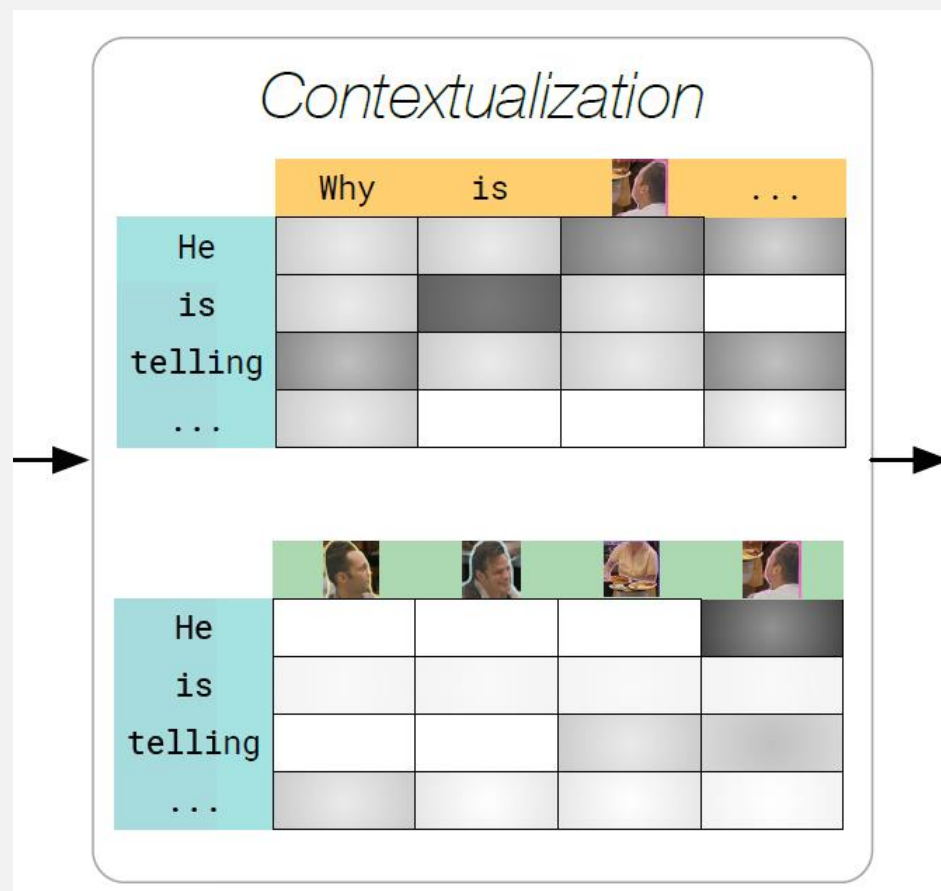 Contextualization
Why is ...
He
is
telling
...
He
is
telling
...